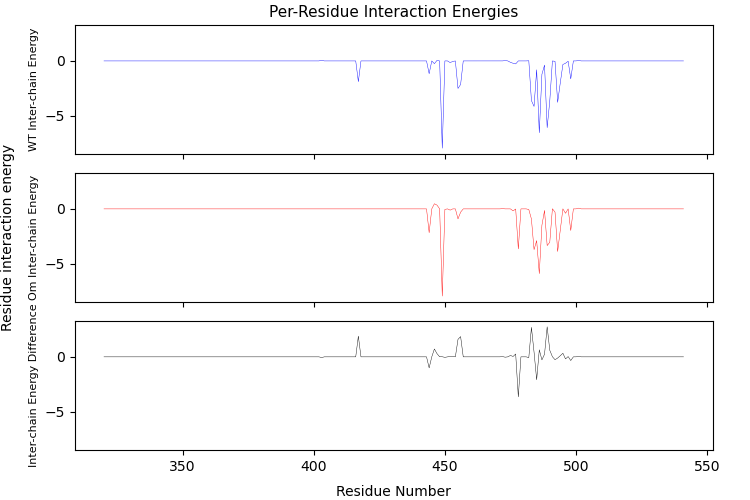 Per-Residue Interaction Energies
Residue interaction energy
WT Inter-chain Energy
0
−5
Om Inter-chain Energy
0
−5
Inter-chain Energy Difference
0
−5
350
400
450
500
550
Residue Number